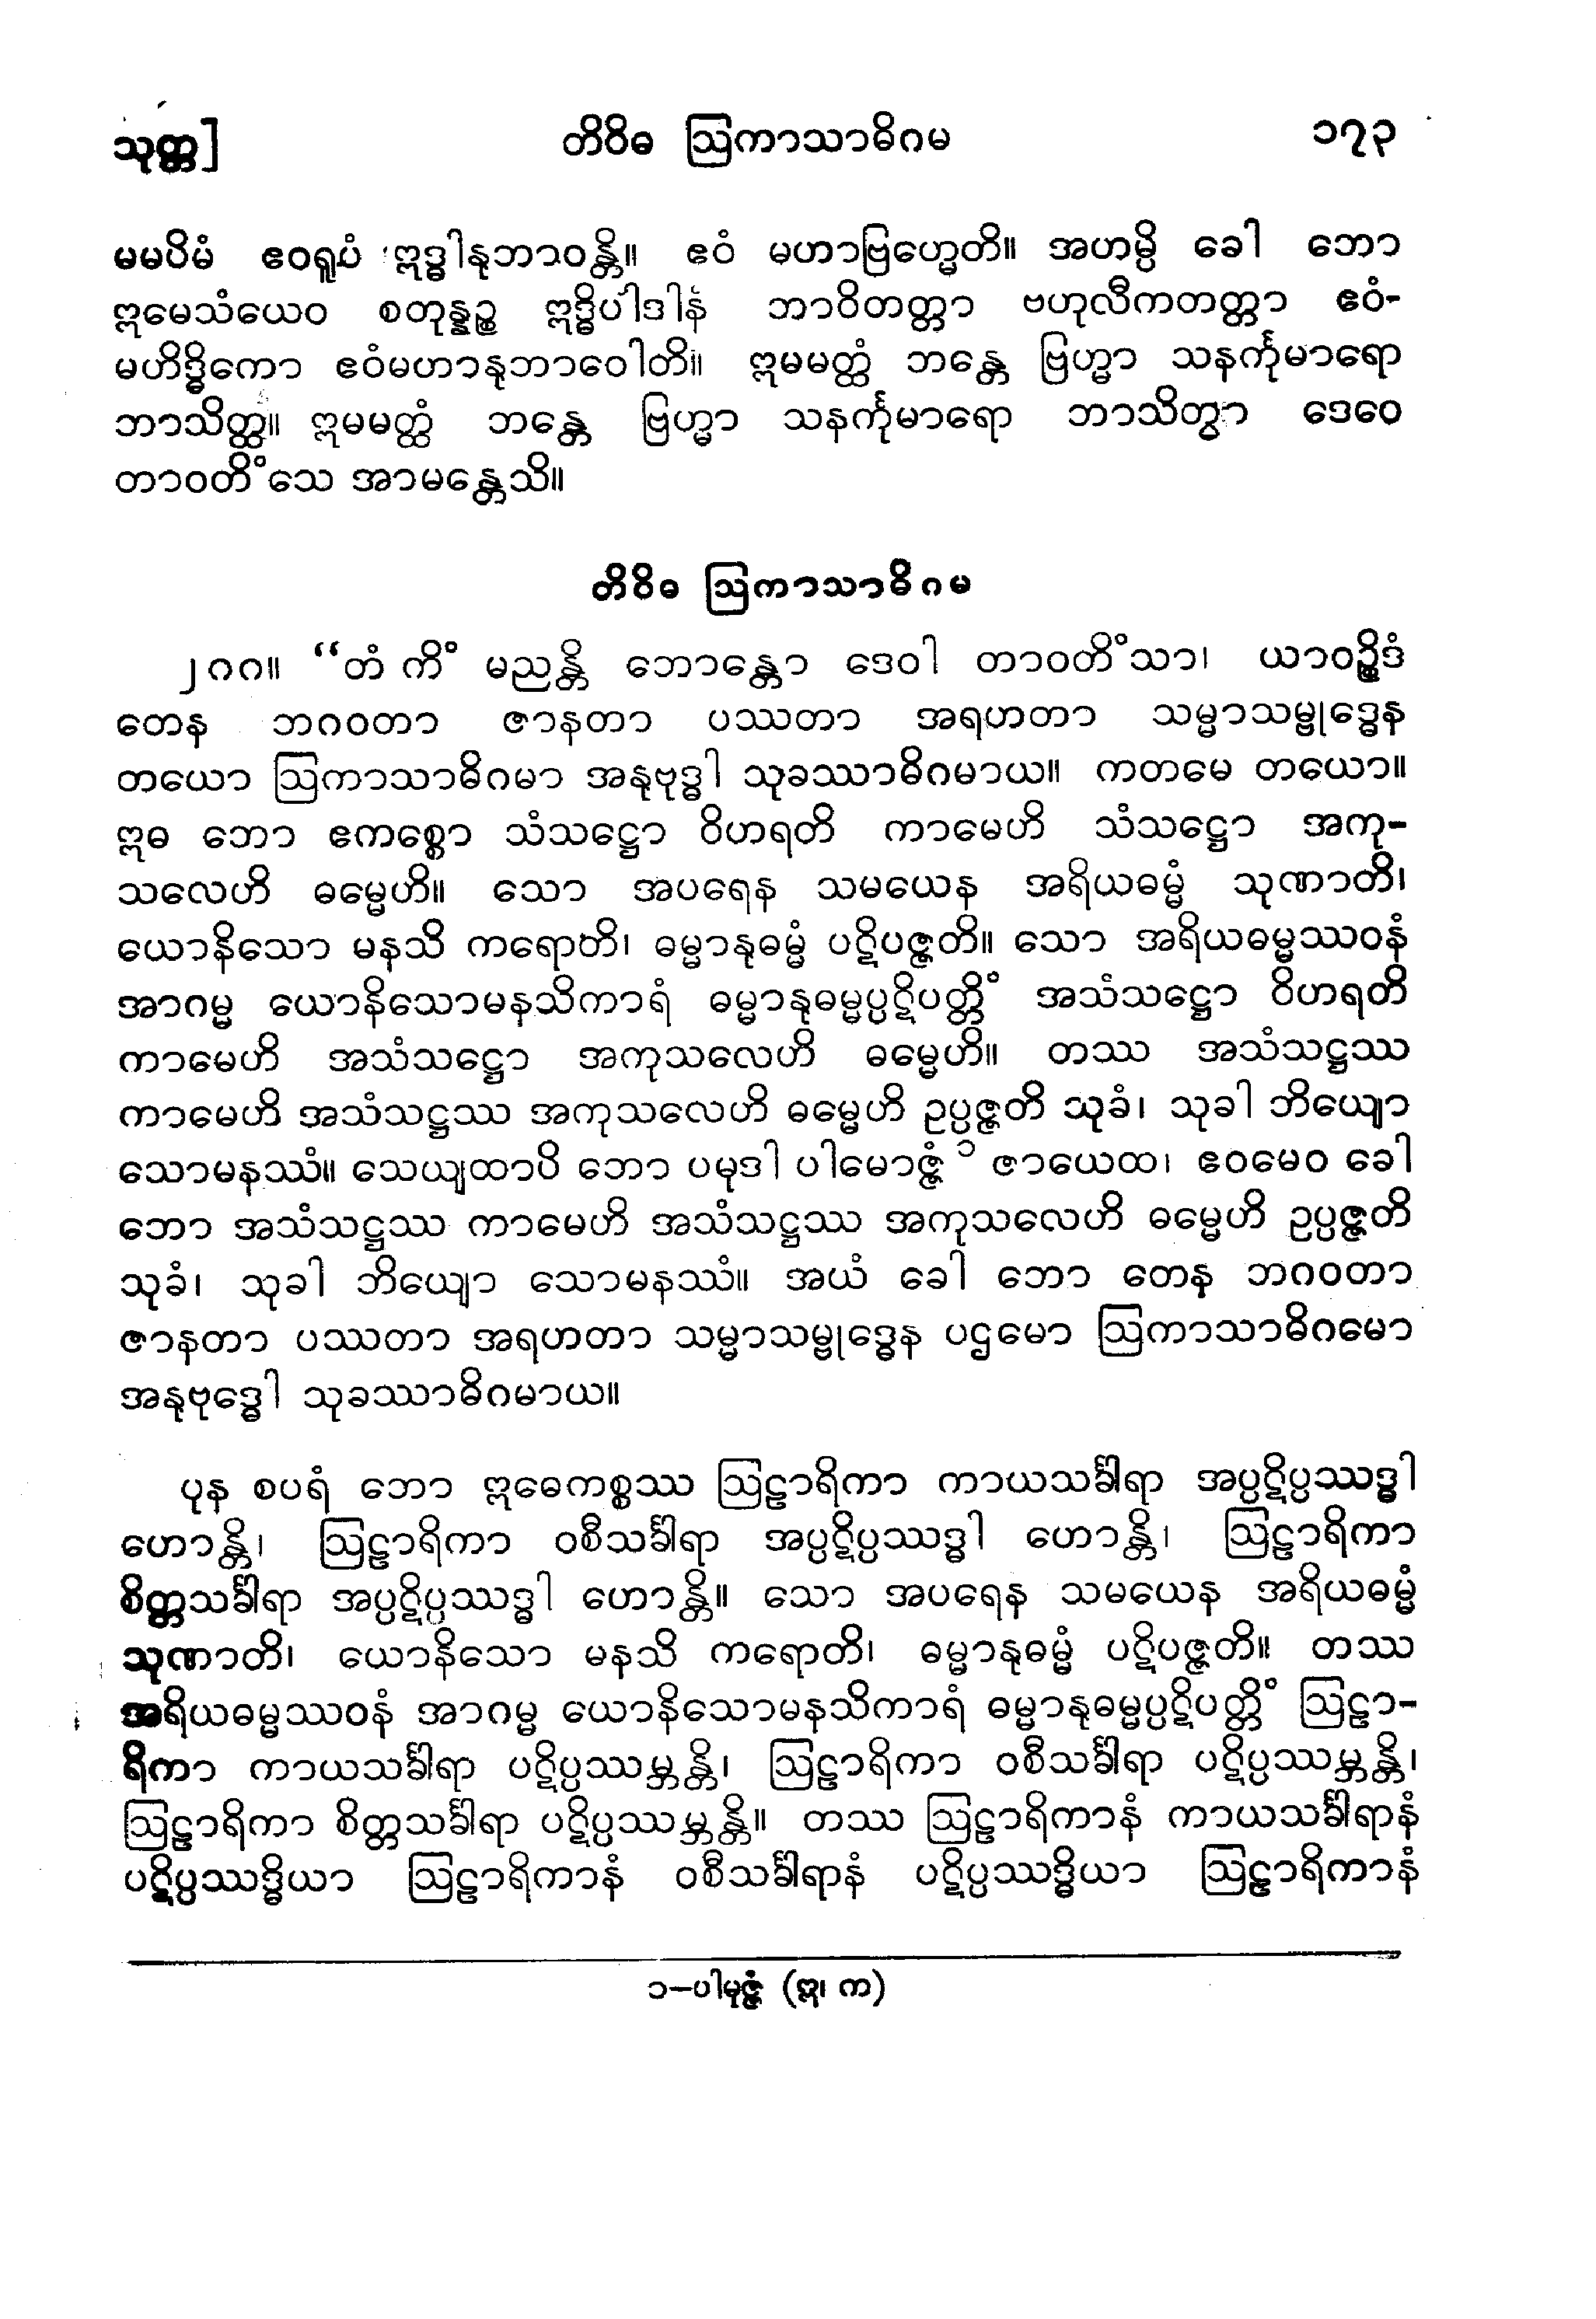 သုတ္တ]	တိဝိဓ ဩကာသာဓိဂမ	၁၇၃
မမပိမံ ဧဝရူပံ ဣဒ္ဓါနုဘာဝန္တိ။ ဧဝံ မဟာဗြဟ္မေတိ။ အဟမ္ပိ ခေါ ဘော
ဣမေသံယေဝ စတုန္နဉ္စ ဣဒ္ဓိပါဒါနံ ဘာဝိတတ္တာ ဗဟုလီကတတ္တာ ဧဝံ-
မဟိဒ္ဓိကော ဧဝံမဟာနုဘာဝေါတိ။ ဣမမတ္ထံ ဘန္တေ ဗြဟ္မာ သနင်္ကုမာရော
ဘာသိတ္ထ။ ဣမမတ္ထံ ဘန္တေ ဗြဟ္မာ သနင်္ကုမာရော ဘာသိတွာ ဒေဝေ
တာဝတိံသေ အာမန္တေသိ။
တိဝိဓ ဩကာသာဓိဂမ
၂၈၈။ “တံ ကိံ မညန္တိ ဘောန္တော ဒေဝါ တာဝတိံသာ၊ ယာဝဉ္စိဒံ
တေန ဘဂဝတာ ဇာနတာ ပဿတာ အရဟတာ သမ္မာသမ္ဗုဒ္ဓေန
တယော ဩကာသာဓိဂမာ အနုဗုဒ္ဓါ သုခဿာဓိဂမာယ။ ကတမေ တယော။
ဣဓ ဘော ဧကစ္စော သံသဋ္ဌော ဝိဟရတိ ကာမေဟိ သံသဋ္ဌော အကု-
သလေဟိ ဓမ္မေဟိ။ သော အပရေန သမယေန အရိယဓမ္မံ သုဏာတိ၊
ယောနိသော မနသိ ကရောတိ၊ ဓမ္မာနုဓမ္မံ ပဋိပဇ္ဇတိ။ သော အရိယဓမ္မဿဝနံ
အာဂမ္မ ယောနိသောမနသိကာရံ ဓမ္မာနုဓမ္မပ္ပဋိပတ္တိံ အသံသဋ္ဌော ဝိဟရတိ
ကာမေဟိ အသံသဋ္ဌော အကုသလေဟိ ဓမ္မေဟိ။ တဿ အသံသဋ္ဌဿ
ကာမေဟိ အသံသဋ္ဌဿ အကုသလေဟိ ဓမ္မေဟိ ဥပ္ပဇ္ဇတိ သုခံ၊ သုခါ ဘိယျော
သောမနဿံ။ သေယျထာပိ ဘော ပမုဒါ ပါမောဇ္ဇံ ၁ ဇာယေထ၊ ဧဝမေဝ ခေါ
ဘော အသံသဋ္ဌဿ ကာမေဟိ အသံသဋ္ဌဿ အကုသလေဟိ ဓမ္မေဟိ ဥပ္ပဇ္ဇတိ
သုခံ၊ သုခါ ဘိယျော သောမနဿံ။ အယံ ခေါ ဘော တေန ဘဂဝတာ
ဇာနတာ ပဿတာ အရဟတာ သမ္မာသမ္ဗုဒ္ဓေန ပဌမော ဩကာသာဓိဂမော
အနုဗုဒ္ဓေါ သုခဿာဓိဂမာယ။
ပုန စပရံ ဘော ဣဓေကစ္စဿ ဩဠာရိကာ ကာယသင်္ခါရာ အပ္ပဋိပ္ပဿဒ္ဓါ
ဟောန္တိ၊ ဩဠာရိကာ ဝစီသင်္ခါရာ အပ္ပဋိပ္ပဿဒ္ဓါ ဟောန္တိ၊ ဩဠာရိကာ
စိတ္တသင်္ခါရာ အပ္ပဋိပ္ပဿဒ္ဓါ ဟောန္တိ။ သော အပရေန သမယေန အရိယဓမ္မံ
သုဏာတိ၊ ယောနိသော မနသိ ကရောတိ၊ ဓမ္မာနုဓမ္မံ ပဋိပဇ္ဇတိ။ တဿ
အရိယဓမ္မဿဝနံ အာဂမ္မ ယောနိသောမနသိကာရံ ဓမ္မာနုဓမ္မပ္ပဋိပတ္တိံ ဩဠာ-
ရိကာ ကာယသင်္ခါရာ ပဋိပ္ပဿမ္ဘန္တိ၊ ဩဠာရိကာ ဝစီသင်္ခါရာ ပဋိပ္ပဿမ္ဘန္တိ၊
ဩဠာရိကာ စိတ္တသင်္ခါရာ ပဋိပ္ပဿမ္ဘန္တိ။ တဿ ဩဠာရိကာနံ ကာယသင်္ခါရာနံ
ပဋိပ္ပဿဒ္ဓိယာ ဩဠာရိကာနံ ဝစီသင်္ခါရာနံ ပဋိပ္ပဿဒ္ဓိယာ ဩဠာရိကာနံ
၁-ပါမုဇ္ဇံ (ဣ၊ က)